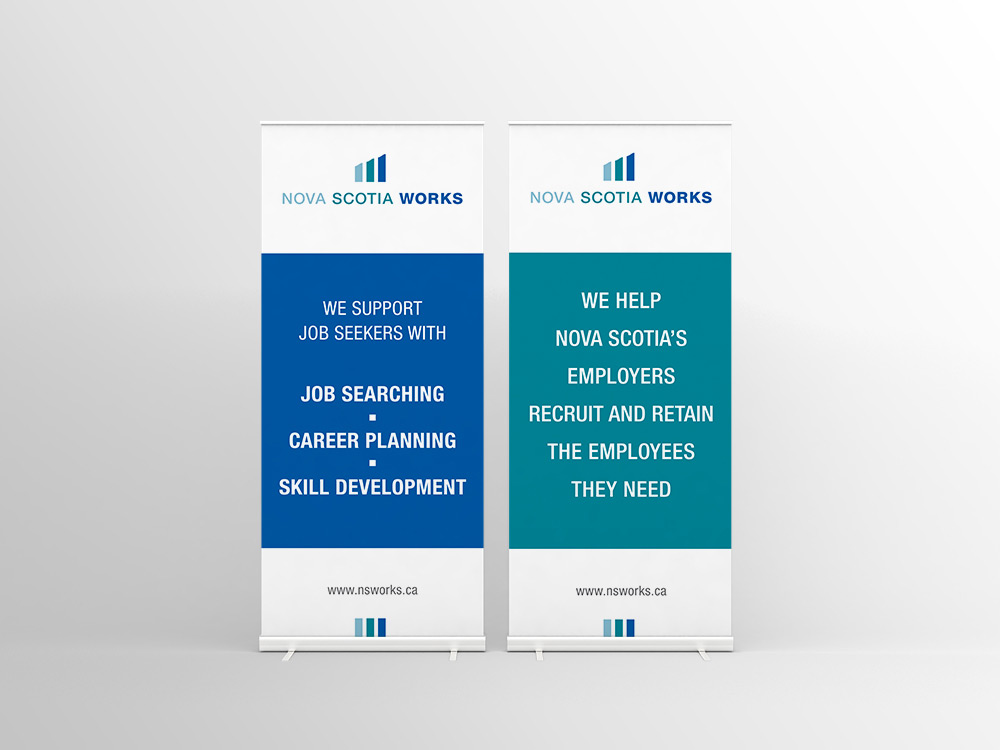 NOVA SCOTIA WORKS
WE SUPPORT
JOB SEEKERS WITH
JOB SEARCHING
CAREER PLANNING
SKILL DEVELOPMENT
www.nsworks.ca
NOVA SCOTIA WORKS
WE HELP
NOVA SCOTIA’S
EMPLOYERS
RECRUIT AND RETAIN
THE EMPLOYEES
THEY NEED
www.nsworks.ca